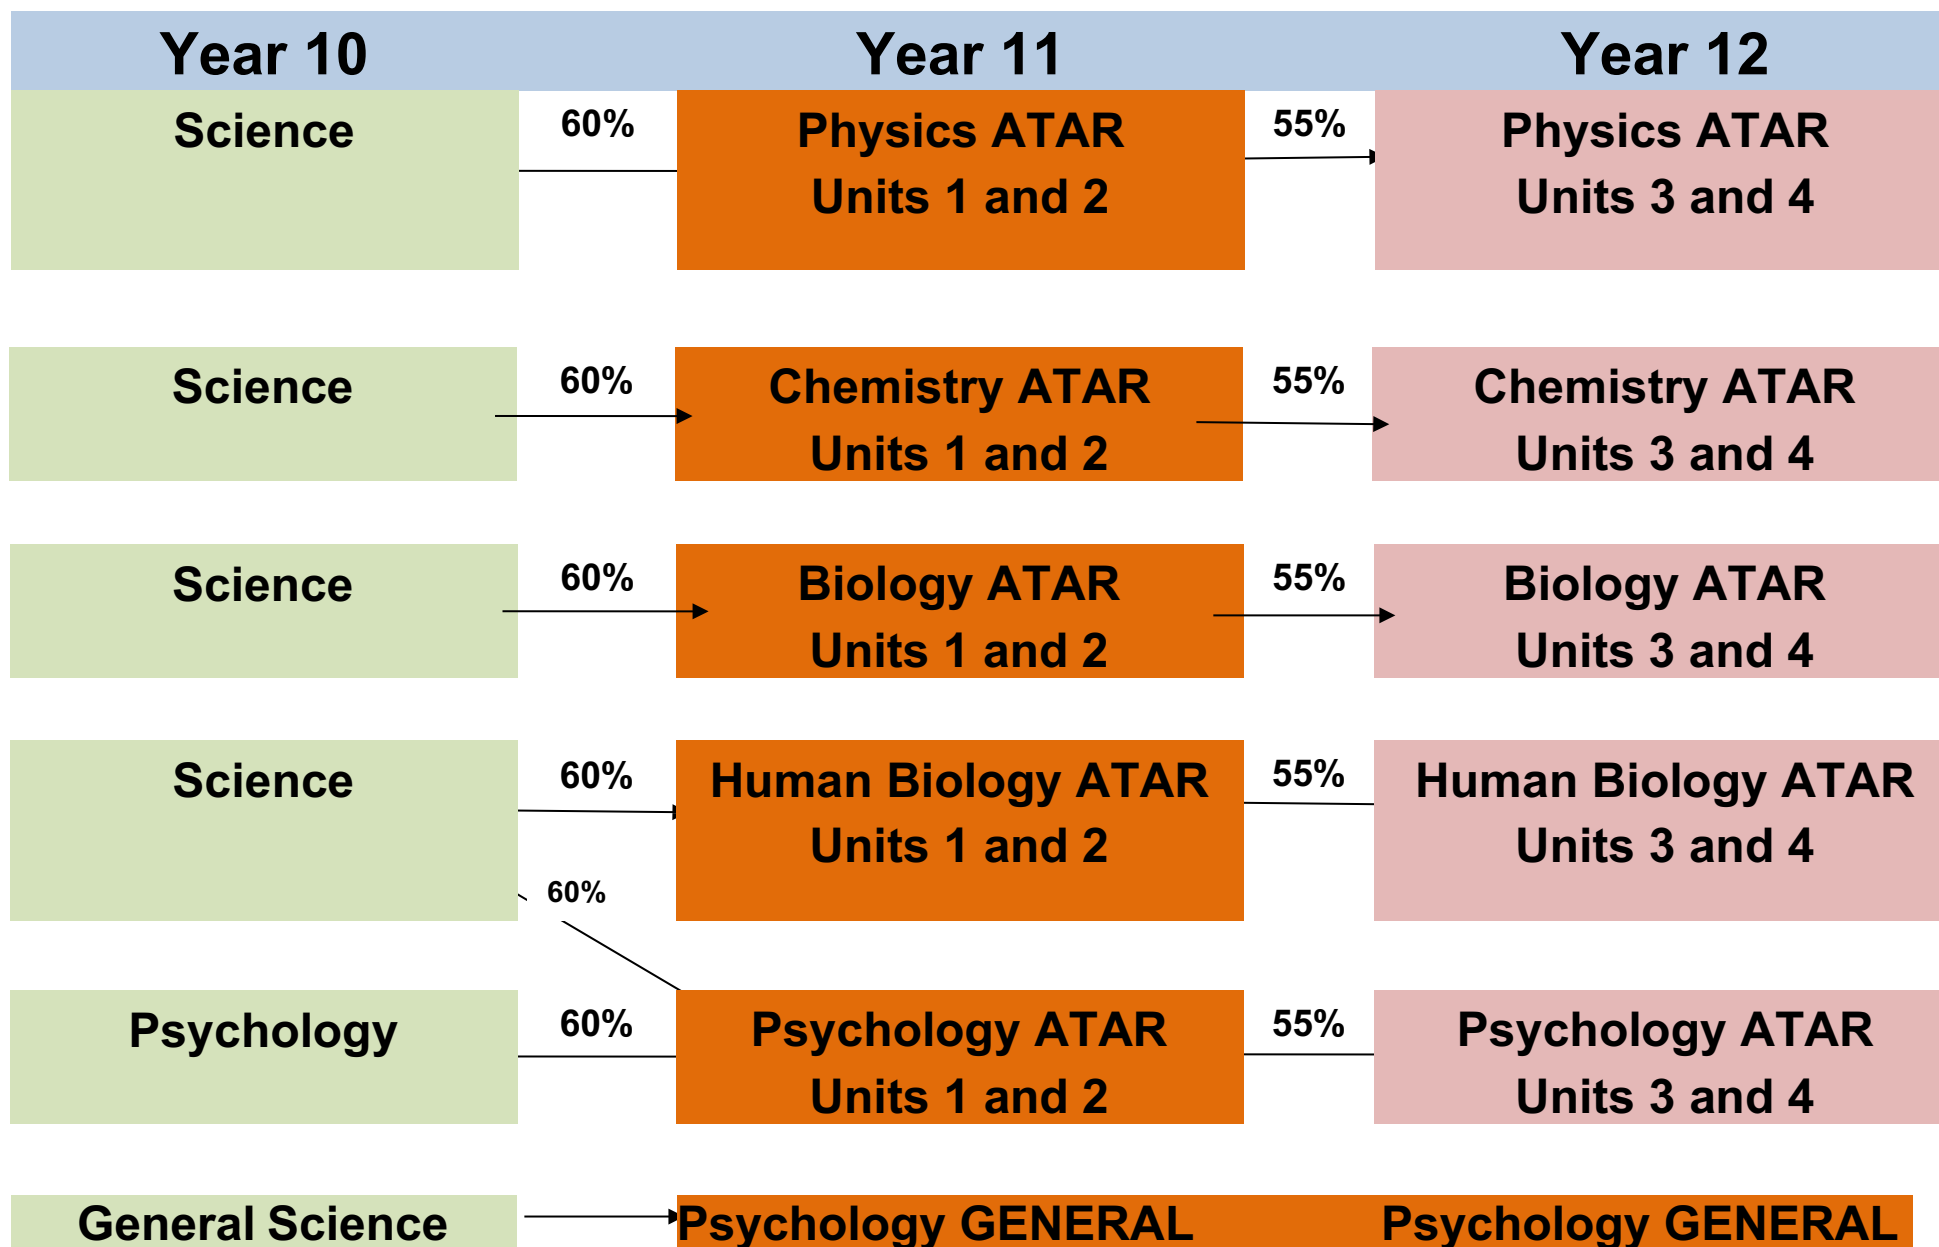 Year 10 Year 11 Year 12
Science 60% Physics ATAR 55% Physics ATAR
Units 1 and 2 Units 3 and 4
Science 60% Chemistry ATAR 55% Chemistry ATAR
Units 1 and 2 Units 3 and 4
Science 60% Biology ATAR 55% Biology ATAR
Units 1 and 2 Units 3 and 4
Science 60% Human Biology ATAR 55% Human Biology ATAR
Units 1 and 2 Units 3 and 4
60%
Psychology 60% Psychology ATAR 55% Psychology ATAR
Units 1 and 2 Units 3 and 4
General Science Psychology GENERAL Psychology GENERAL